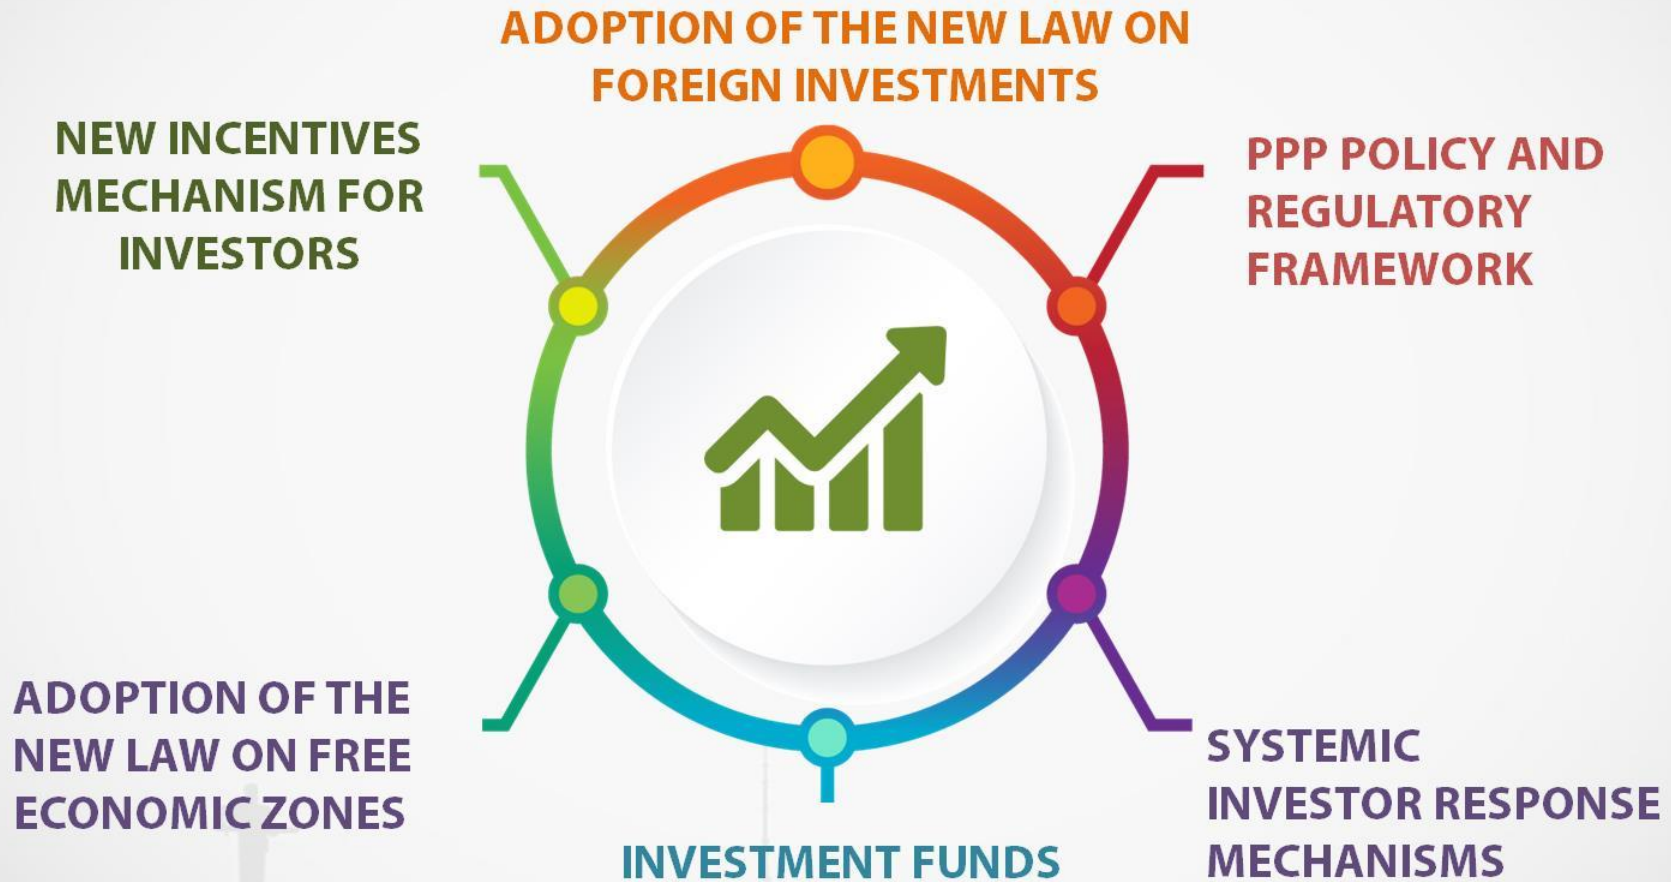 ADOPTION OF THE NEW LAW ON
FOREIGN INVESTMENTS
NEW INCENTIVES
MECHANISM FOR
INVESTORS
PPP POLICY AND
REGULATORY
FRAMEWORK
ADOPTION OF THE
NEW LAW ON FREE
ECONOMIC ZONES
SYSTEMIC
INVESTOR RESPONSE
MECHANISMS
INVESTMENT FUNDS